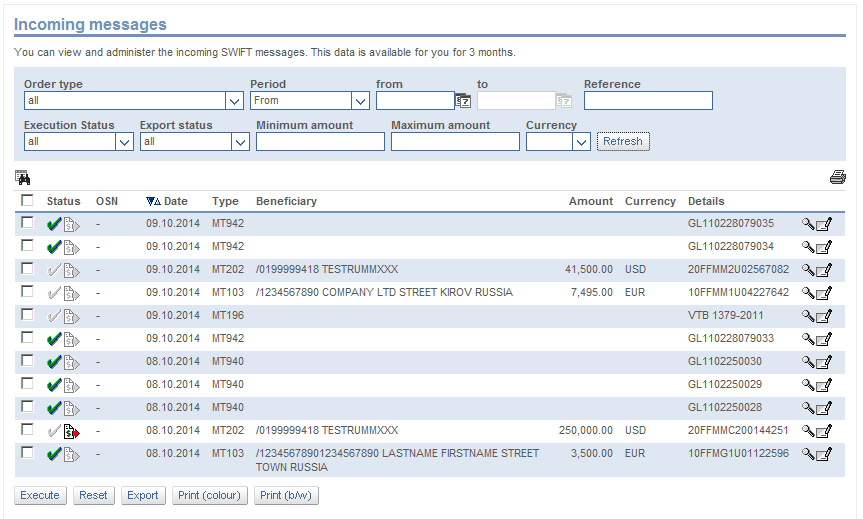 Incoming messages
You can view and administer the incoming SWIFT messages. This data is available for you for 3 months.
Order type Period from to Reference
all From
Execution Status Export status Minimum amount Maximum amount Currency
all all Refresh
Status OSN Date Type Beneficiary Amount Currency Details
- 09.10.2014 MT942 GL110228079035
- 09.10.2014 MT942 GL110228079034
- 09.10.2014 MT202 /0199999418 TESTRUMMXXX 41,500.00 USD 20FFMM2U02567082
- 09.10.2014 MT103 /1234567890 COMPANY LTD STREET KIROV RUSSIA 7,495.00 EUR 10FFMM1U04227642
- 09.10.2014 MT196 VTB 1379-2011
- 09.10.2014 MT942 GL110228079033
- 08.10.2014 MT940 GL1102250030
- 08.10.2014 MT940 GL1102250029
- 08.10.2014 MT940 GL1102250028
- 08.10.2014 MT202 /0199999418 TESTRUMMXXX 250,000.00 USD 20FFMMC200144251
- 08.10.2014 MT103 /12345678901234567890 LASTNAME FIRSTNAME STREET 3,500.00 EUR 10FFMG1U01122596
TOWN RUSSIA
Execute Reset Export Print (colour) Print (b/w)